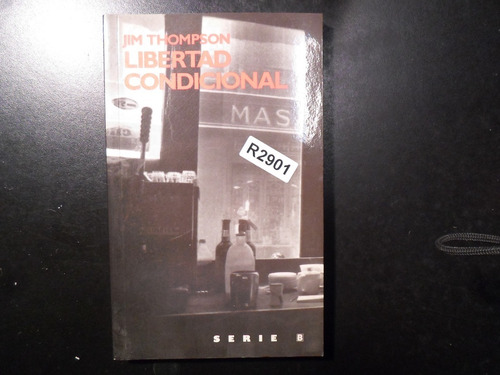 JIM THOMPSON
LIBERTAD
CONDICIONAL
MAS
R2901
SERIE B